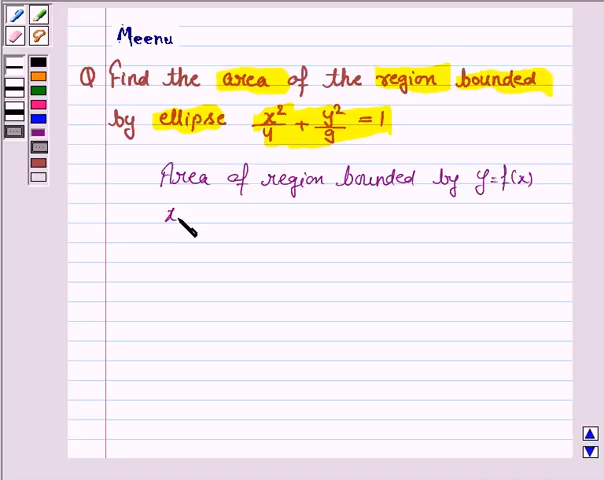 Meenu
Q Find the area of the region bounded
by ellipse x²/4 + y²/9 = 1
Area of region bounded by y=f(x)
x